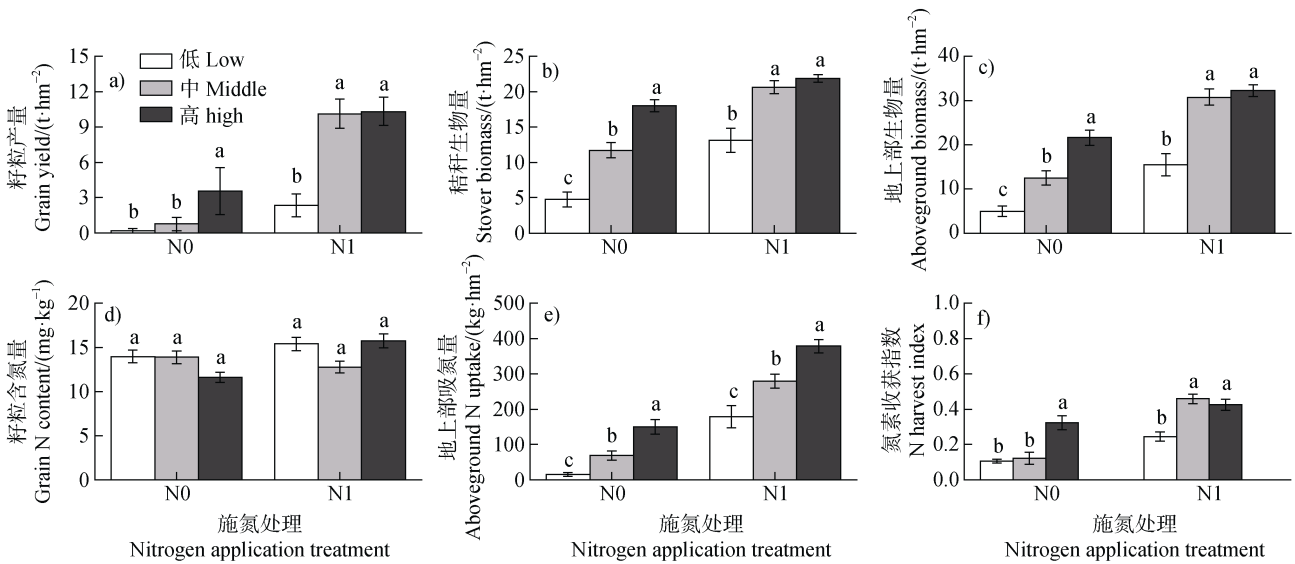 a)
籽粒产量
Grain yield/(t·hm−2)
15
12
9
6
3
0
低 Low
中 Middle
高 high
b
b
a
b
a
a
N0
N1
b)
秸秆生物量
Stover biomass/(t·hm−2)
25
20
15
10
5
0
c
b
a
b
a
a
N0
N1
c)
地上部生物量
Aboveground biomass/(t·hm−2)
40
30
20
10
0
c
b
a
b
a
a
N0
N1
d)
籽粒含氮量
Grain N content/(mg·kg−1)
20
15
10
5
0
a
a
a
a
a
a
N0
N1
施氮处理
Nitrogen application treatment
e)
地上部吸氮量
Aboveground N uptake/(kg·hm−2)
500
400
300
200
100
0
c
b
a
c
b
a
N0
N1
施氮处理
Nitrogen application treatment
f)
氮素收获指数
N harvest index
1.0
0.8
0.6
0.4
0.2
0
b
b
a
b
a
a
N0
N1
施氮处理
Nitrogen application treatment